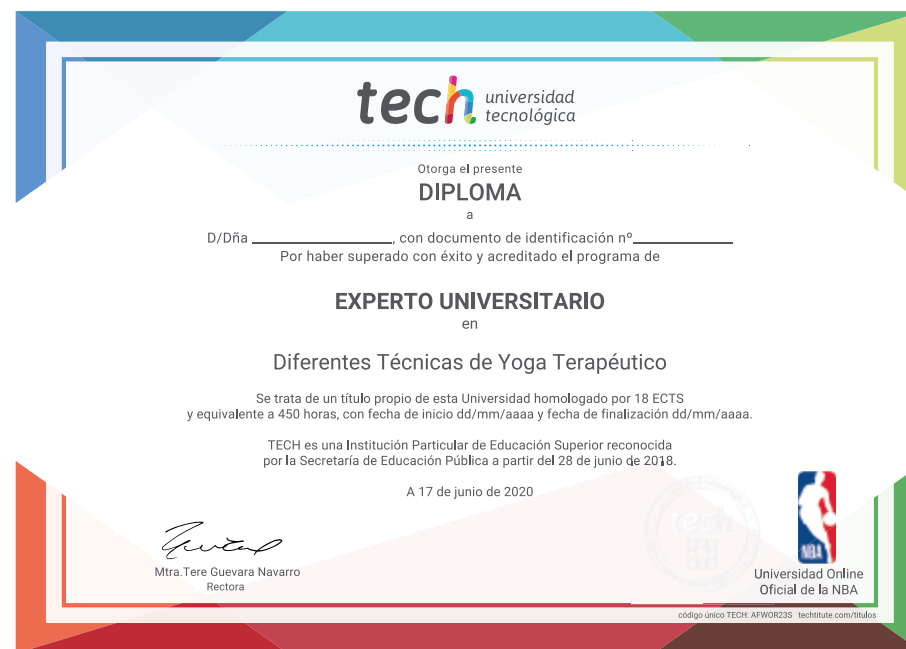 tech universidad
tecnológica
Otorga el presente
DIPLOMA
a
D/Dña ____________________, con documento de identificación nº______________
Por haber superado con éxito y acreditado el programa de
EXPERTO UNIVERSITARIO
en
Diferentes Técnicas de Yoga Terapéutico
Se trata de un título propio de esta Universidad homologado por 18 ECTS
y equivalente a 450 horas, con fecha de inicio dd/mm/aaaa y fecha de finalización dd/mm/aaaa.
TECH es una Institución Particular de Educación Superior reconocida
por la Secretaría de Educación Pública a partir del 28 de junio de 2018.
A 17 de junio de 2020
tech
NBA
Mtra.Tere Guevara Navarro
Rectora
Universidad Online
Oficial de la NBA
código único TECH: AFWOR23S techtitute.com/titulos